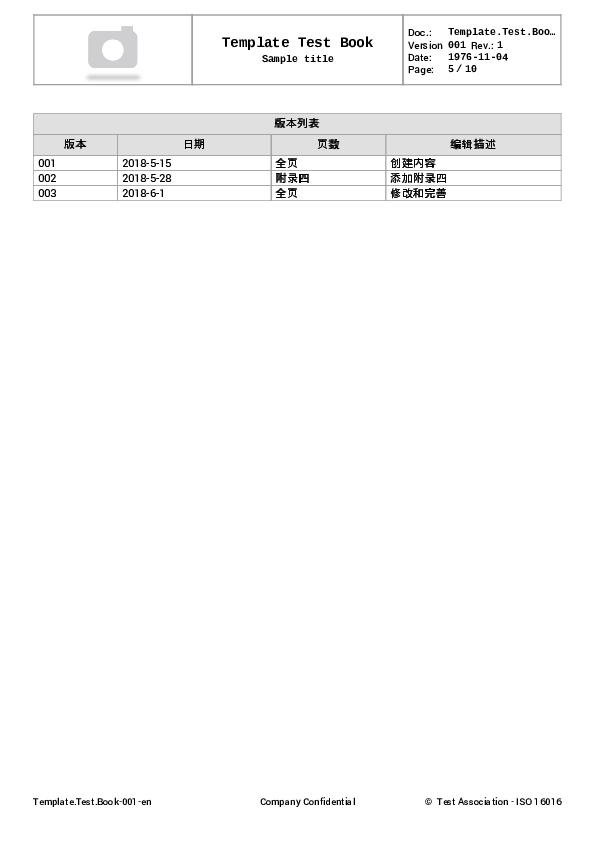 Template Test Book
Sample title
Doc.: Template.Test.Boo…
Version 001 Rev.: 1
Date: 1976-11-04
Page: 5 / 10
版本列表
版本 日期 页数 编辑描述
001 2018-5-15 全页 创建内容
002 2018-5-28 附录四 添加附录四
003 2018-6-1 全页 修改和完善
Template.Test.Book-001-en Company Confidential © Test Association - ISO 16016